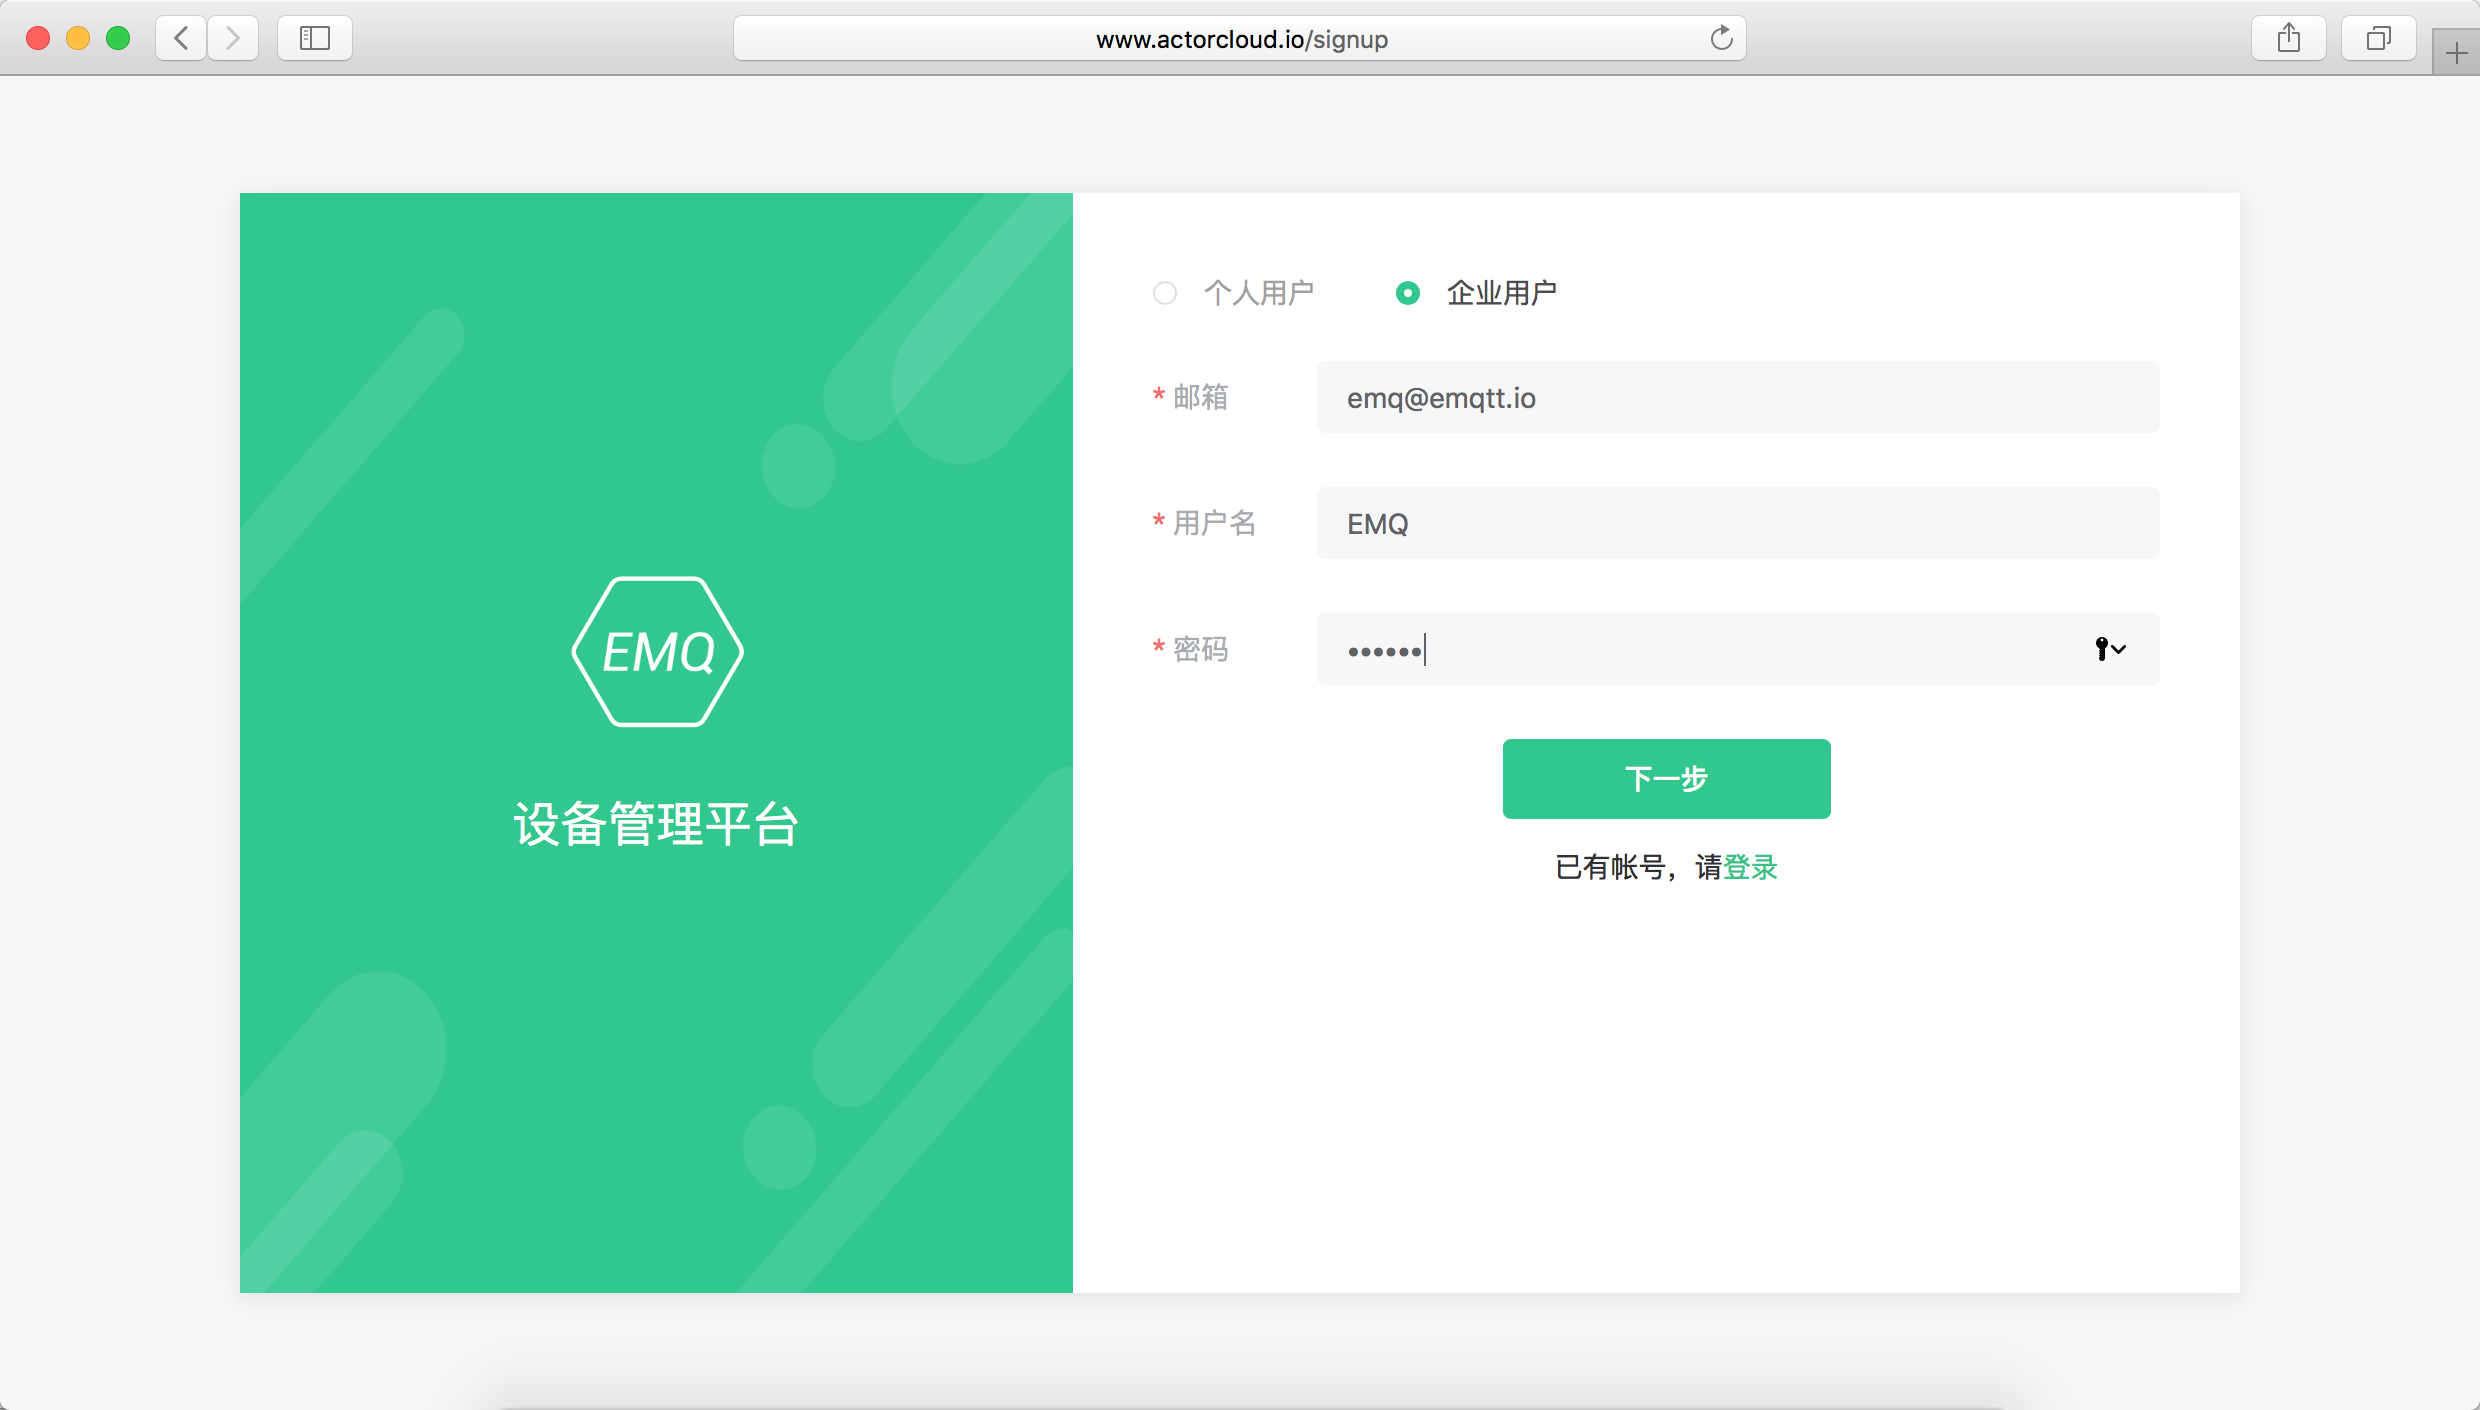 www.actorcloud.io/signup
个人用户 企业用户
* 邮箱 emq@emqtt.io
* 用户名 EMQ
* 密码 ••••••
下一步
已有帐号，请登录
EMQ
设备管理平台